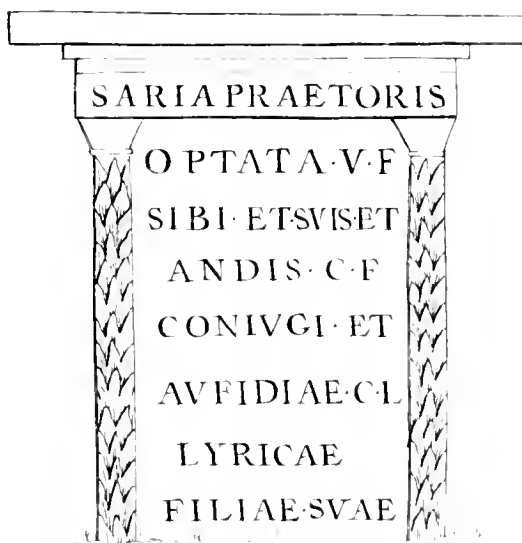 SARIA PRAETORIS
OPTATA·V·F
SIBI·ET·SVIS·ET
ANDIS·C·F
CONIVGI·ET
AVFIDIAE·C·L
LYRICAE
FILIAE·SVAE